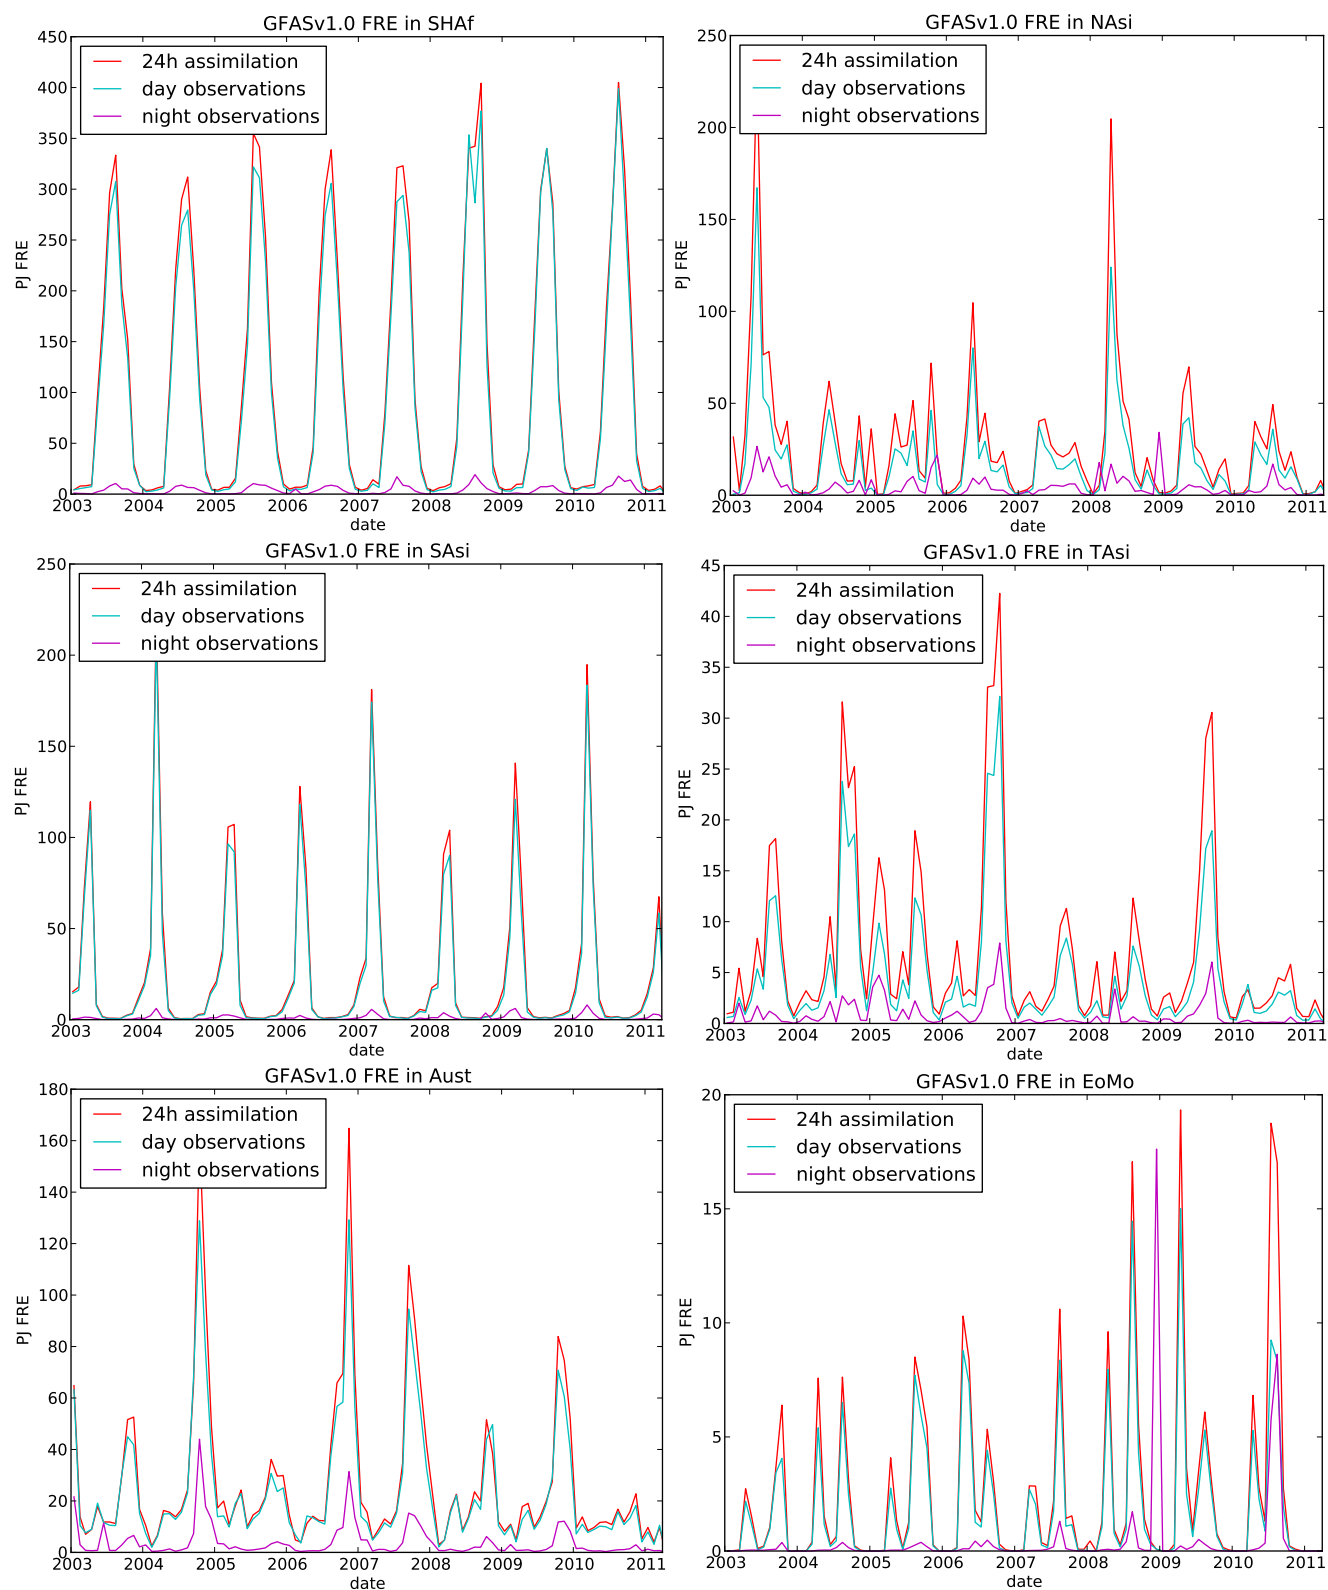 GFASv1.0 FRE in SHAf
450
400
350
300
250
200
150
100
50
0
PJ FRE
24h assimilation
day observations
night observations
2003 2004 2005 2006 2007 2008 2009 2010 2011
date
GFASv1.0 FRE in NAsi
250
200
150
100
50
0
PJ FRE
24h assimilation
day observations
night observations
2003 2004 2005 2006 2007 2008 2009 2010 2011
date
GFASv1.0 FRE in SAsi
250
200
150
100
50
0
PJ FRE
24h assimilation
day observations
night observations
2003 2004 2005 2006 2007 2008 2009 2010 2011
date
GFASv1.0 FRE in TAsi
45
40
35
30
25
20
15
10
5
0
PJ FRE
24h assimilation
day observations
night observations
2003 2004 2005 2006 2007 2008 2009 2010 2011
date
GFASv1.0 FRE in Aust
180
160
140
120
100
80
60
40
20
0
PJ FRE
24h assimilation
day observations
night observations
2003 2004 2005 2006 2007 2008 2009 2010 2011
date
GFASv1.0 FRE in EoMo
20
15
10
5
0
PJ FRE
24h assimilation
day observations
night observations
2003 2004 2005 2006 2007 2008 2009 2010 2011
date